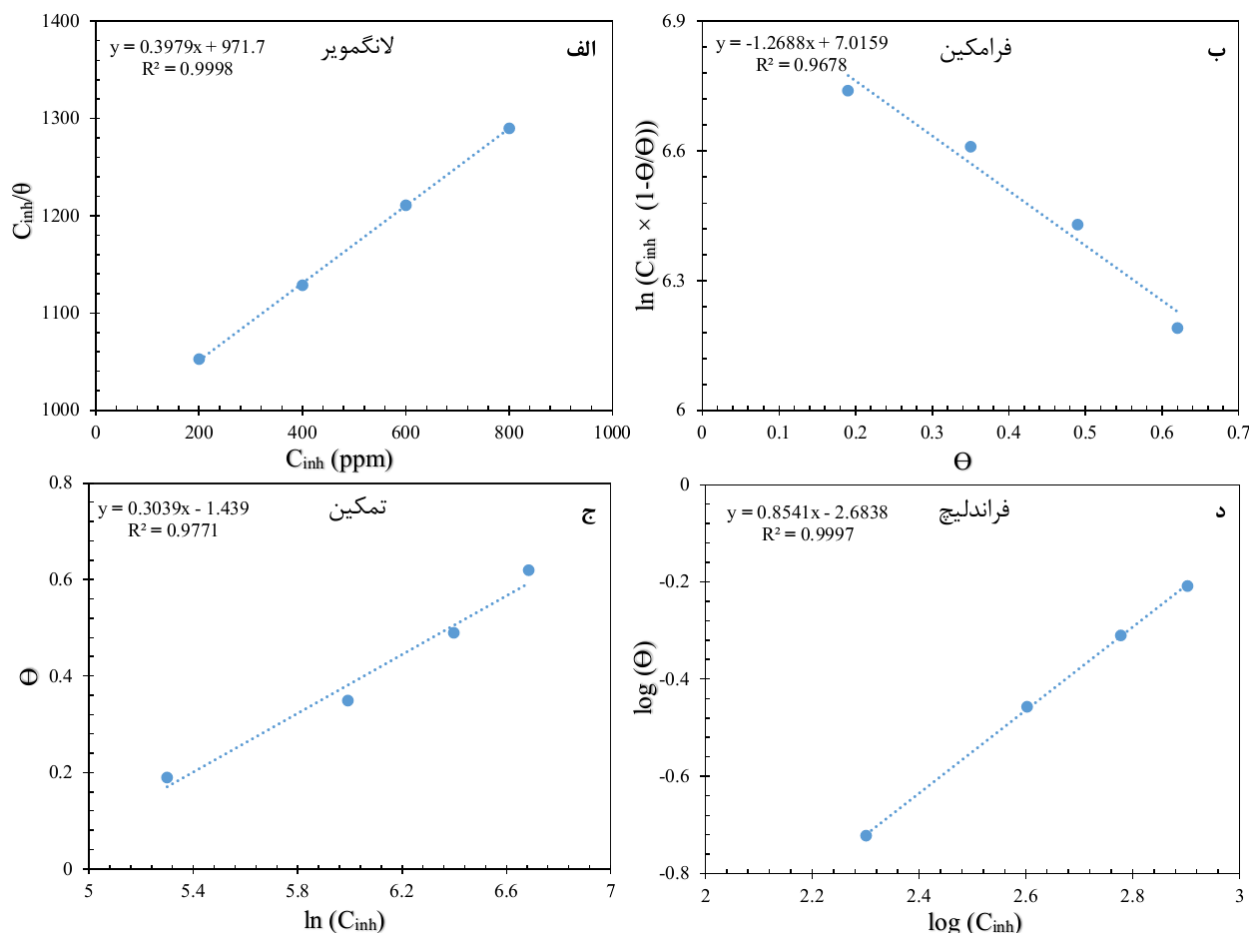 الف
لانگمویر
y = 0.3979x + 971.7
R² = 0.9998
1400
1300
1200
1100
1000
0 200 400 600 800 1000
C_inh/θ
C_inh (ppm)
ب
فرامکین
y = -1.2688x + 7.0159
R² = 0.9678
6.9
6.6
6.3
6
0 0.1 0.2 0.3 0.4 0.5 0.6 0.7
ln (C_inh × (1-Ɵ/Ɵ))
Ɵ
ج
تمکین
y = 0.3039x - 1.439
R² = 0.9771
0.8
0.6
0.4
0.2
0
5 5.4 5.8 6.2 6.6 7
Ɵ
ln (C_inh)
د
فراندلیچ
y = 0.8541x - 2.6838
R² = 0.9997
0
-0.2
-0.4
-0.6
-0.8
2 2.2 2.4 2.6 2.8 3
log (Ɵ)
log (C_inh)